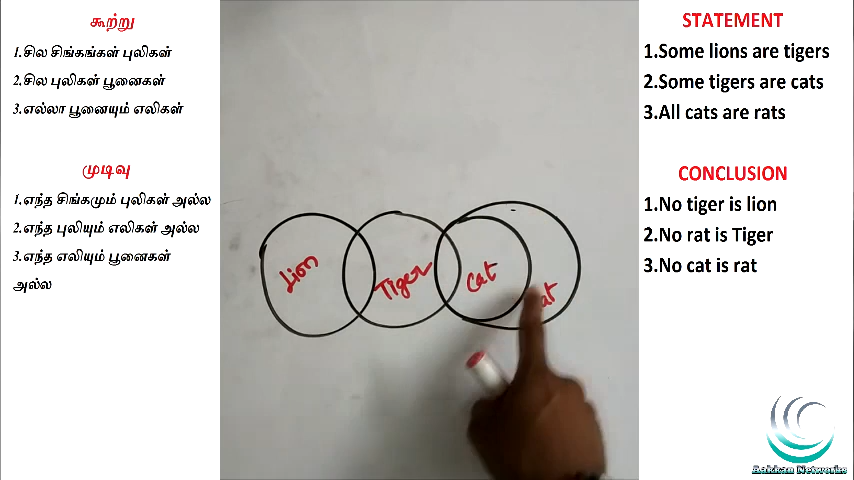 கூற்று
1.சில சிங்கங்கள் புலிகள்
2.சில புலிகள் பூனைகள்
3.எல்லா பூனையும் எலிகள்
முடிவு
1.எந்த சிங்கமும் புலிகள் அல்ல
2.எந்த புலியும் எலிகள் அல்ல
3.எந்த எலியும் பூனைகள்
அல்ல
Lion
Tiger
Cat
at
STATEMENT
1.Some lions are tigers
2.Some tigers are cats
3.All cats are rats
CONCLUSION
1.No tiger is lion
2.No rat is Tiger
3.No cat is rat
Aakkan Networks